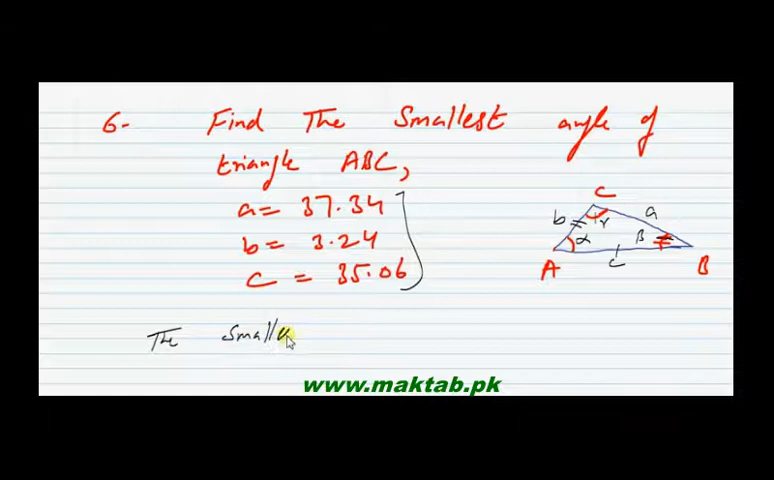 6- Find The Smallest angle of
triangle ABC,
a = 37.34
b = 3.24
c = 35.06
C
b
a
γ
α
β
A
c
B
The Smalle
www.maktab.pk